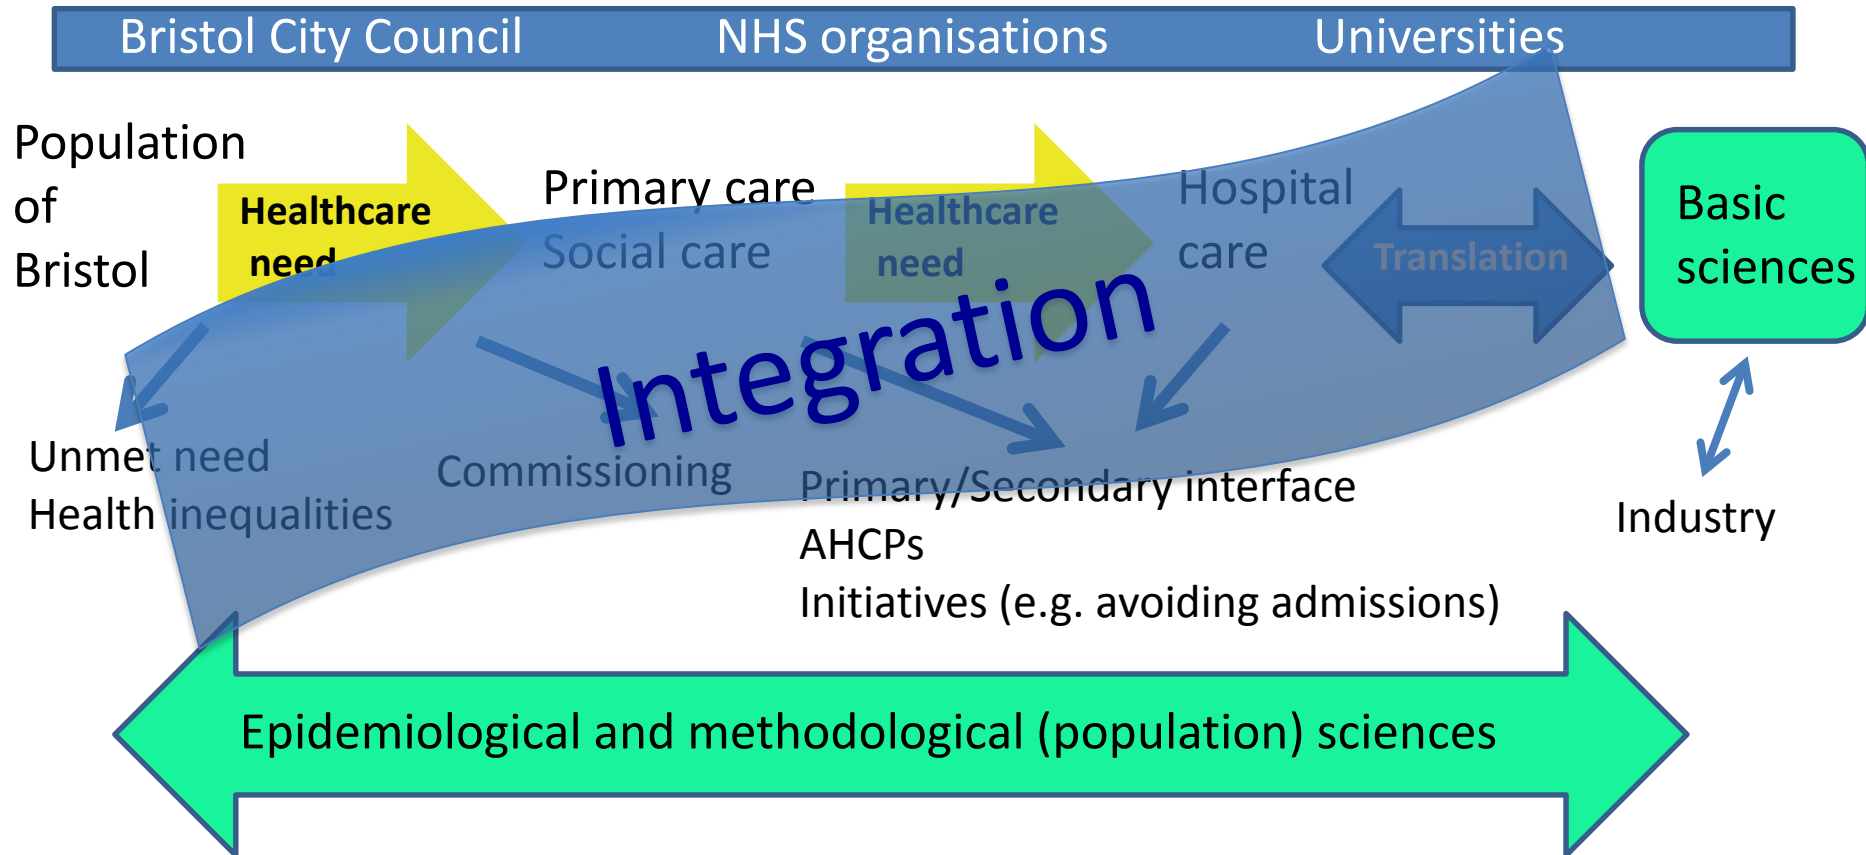 Bristol City Council NHS organisations Universities
Population
of
Bristol
Healthcare
need
Primary care
Social care
Healthcare
need
Hospital
care
Translation
Basic
sciences
Integration
Unmet need
Health inequalities
Commissioning
Primary/Secondary interface
AHCPs
Initiatives (e.g. avoiding admissions)
Industry
Epidemiological and methodological (population) sciences